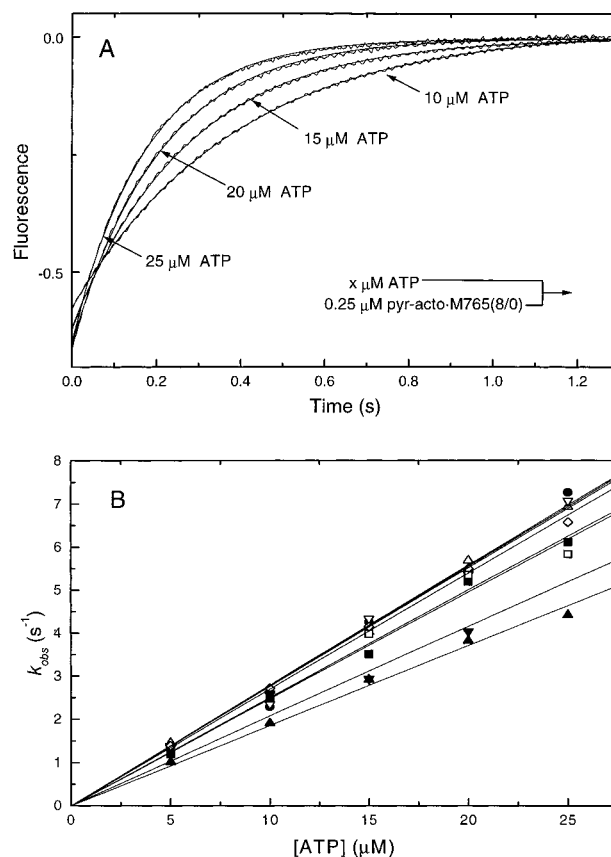 A
0.0
-0.5
Fluorescence
10 μM ATP
15 μM ATP
20 μM ATP
25 μM ATP
x μM ATP
0.25 μM pyr-acto·M765(8/0)
0.0 0.2 0.4 0.6 0.8 1.0 1.2
Time (s)
B
8
7
6
5
4
3
2
1
0
k_obs (s⁻¹)
0 5 10 15 20 25
[ATP] (μM)